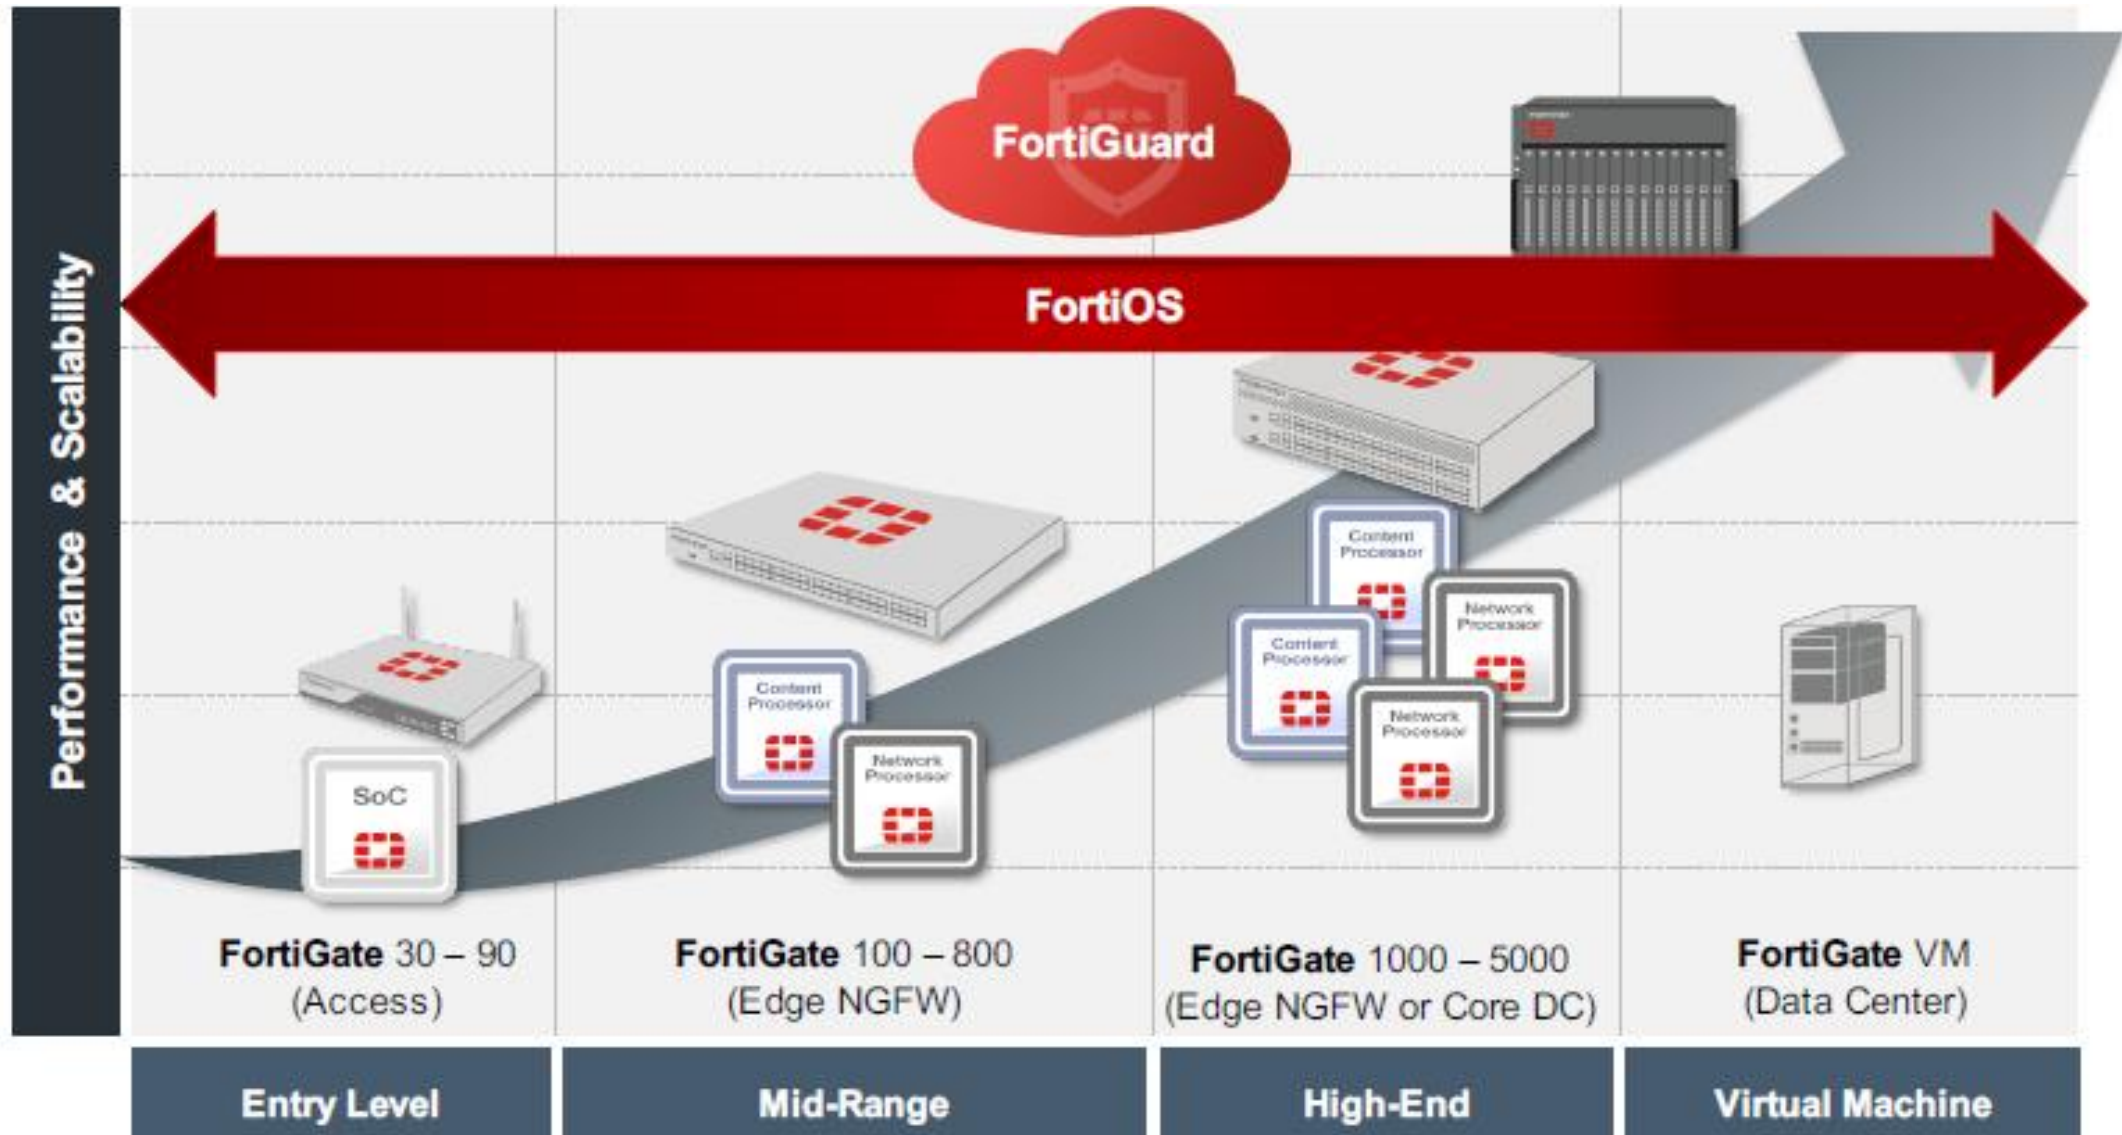 Performance & Scalability
FortiGuard
FortiOS
SoC
Content
Processor
Network
Processor
Content
Processor
Content
Processor
Network
Processor
Network
Processor
FortiGate 30 – 90
(Access)
FortiGate 100 – 800
(Edge NGFW)
FortiGate 1000 – 5000
(Edge NGFW or Core DC)
FortiGate VM
(Data Center)
Entry Level
Mid-Range
High-End
Virtual Machine